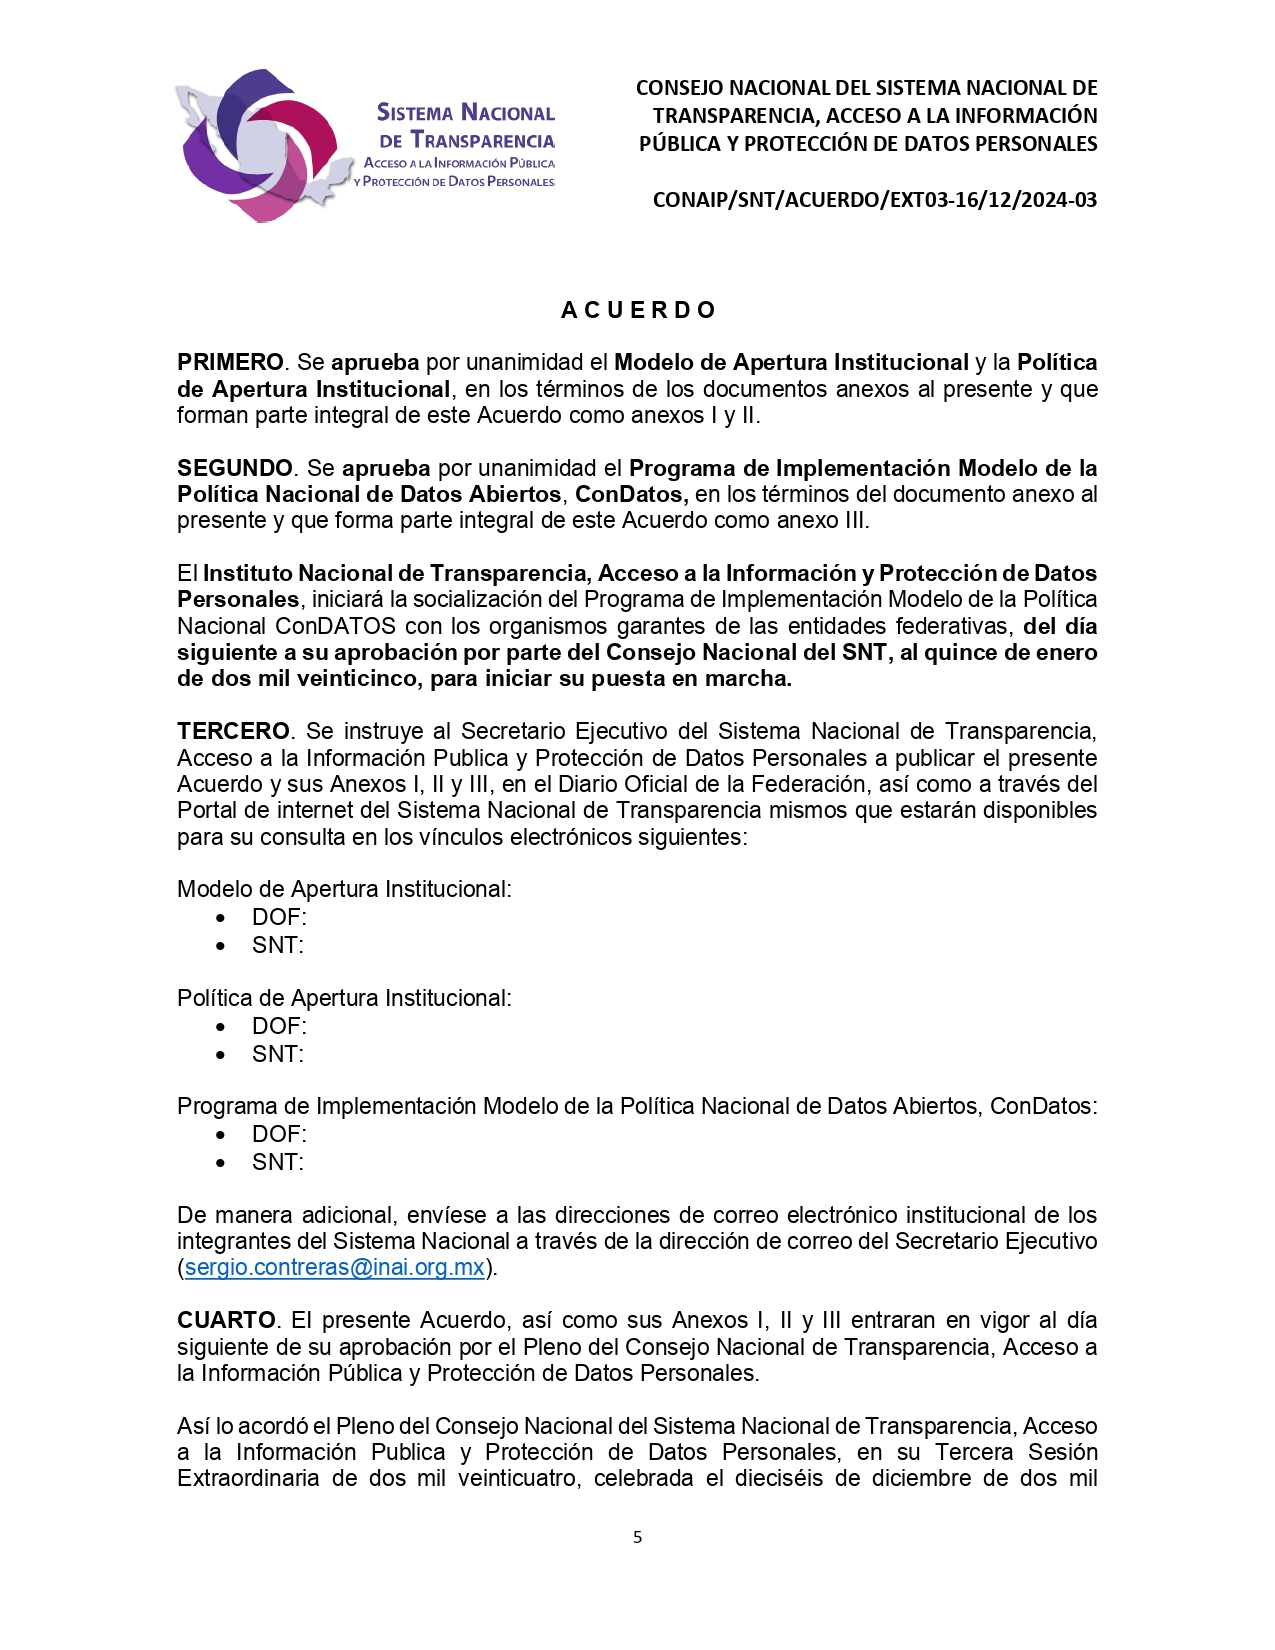 SISTEMA NACIONAL
DE TRANSPARENCIA
ACCESO A LA INFORMACIÓN PÚBLICA
Y PROTECCIÓN DE DATOS PERSONALES
CONSEJO NACIONAL DEL SISTEMA NACIONAL DE
TRANSPARENCIA, ACCESO A LA INFORMACIÓN
PÚBLICA Y PROTECCIÓN DE DATOS PERSONALES
CONAIP/SNT/ACUERDO/EXT03-16/12/2024-03
A C U E R D O
PRIMERO. Se aprueba por unanimidad el Modelo de Apertura Institucional y la Política
de Apertura Institucional, en los términos de los documentos anexos al presente y que
forman parte integral de este Acuerdo como anexos I y II.
SEGUNDO. Se aprueba por unanimidad el Programa de Implementación Modelo de la
Política Nacional de Datos Abiertos, ConDatos, en los términos del documento anexo al
presente y que forma parte integral de este Acuerdo como anexo III.
El Instituto Nacional de Transparencia, Acceso a la Información y Protección de Datos
Personales, iniciará la socialización del Programa de Implementación Modelo de la Política
Nacional ConDATOS con los organismos garantes de las entidades federativas, del día
siguiente a su aprobación por parte del Consejo Nacional del SNT, al quince de enero
de dos mil veinticinco, para iniciar su puesta en marcha.
TERCERO. Se instruye al Secretario Ejecutivo del Sistema Nacional de Transparencia,
Acceso a la Información Publica y Protección de Datos Personales a publicar el presente
Acuerdo y sus Anexos I, II y III, en el Diario Oficial de la Federación, así como a través del
Portal de internet del Sistema Nacional de Transparencia mismos que estarán disponibles
para su consulta en los vínculos electrónicos siguientes:
Modelo de Apertura Institucional:
• DOF:
• SNT:
Política de Apertura Institucional:
• DOF:
• SNT:
Programa de Implementación Modelo de la Política Nacional de Datos Abiertos, ConDatos:
• DOF:
• SNT:
De manera adicional, envíese a las direcciones de correo electrónico institucional de los
integrantes del Sistema Nacional a través de la dirección de correo del Secretario Ejecutivo
(sergio.contreras@inai.org.mx).
CUARTO. El presente Acuerdo, así como sus Anexos I, II y III entraran en vigor al día
siguiente de su aprobación por el Pleno del Consejo Nacional de Transparencia, Acceso a
la Información Pública y Protección de Datos Personales.
Así lo acordó el Pleno del Consejo Nacional del Sistema Nacional de Transparencia, Acceso
a la Información Publica y Protección de Datos Personales, en su Tercera Sesión
Extraordinaria de dos mil veinticuatro, celebrada el dieciséis de diciembre de dos mil
5